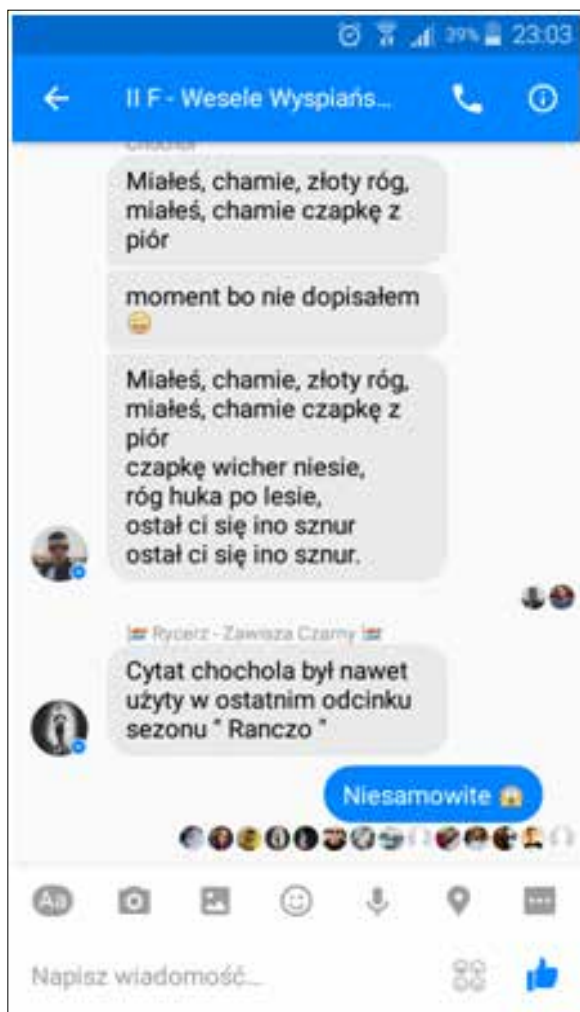 39% 23:03
II F - Wesele Wyspiańs...
Chochoł
Miałeś, chamie, złoty róg,
miałeś, chamie czapkę z
piór
moment bo nie dopisałem
Miałeś, chamie, złoty róg,
miałeś, chamie czapkę z
piór
czapkę wicher niesie,
róg huka po lesie,
ostał ci się ino sznur
ostał ci się ino sznur.
Rycerz - Zawisza Czarny
Cytat chochola był nawet
użyty w ostatnim odcinku
sezonu " Ranczo "
Niesamowite
Aa
Napisz wiadomość...